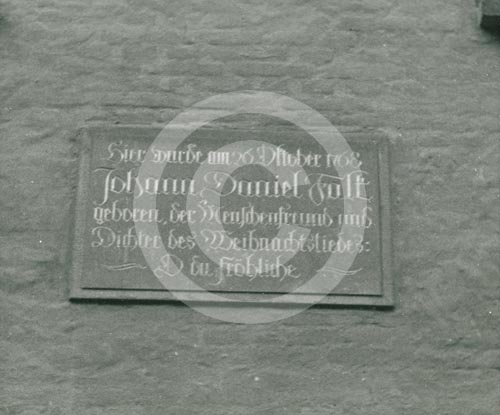 Hier wurde am 26. Oktober 1768
Johann Daniel Falk
geboren, der Menschenfreund und
Dichter des Weihnachtsliedes:
O du fröhliche